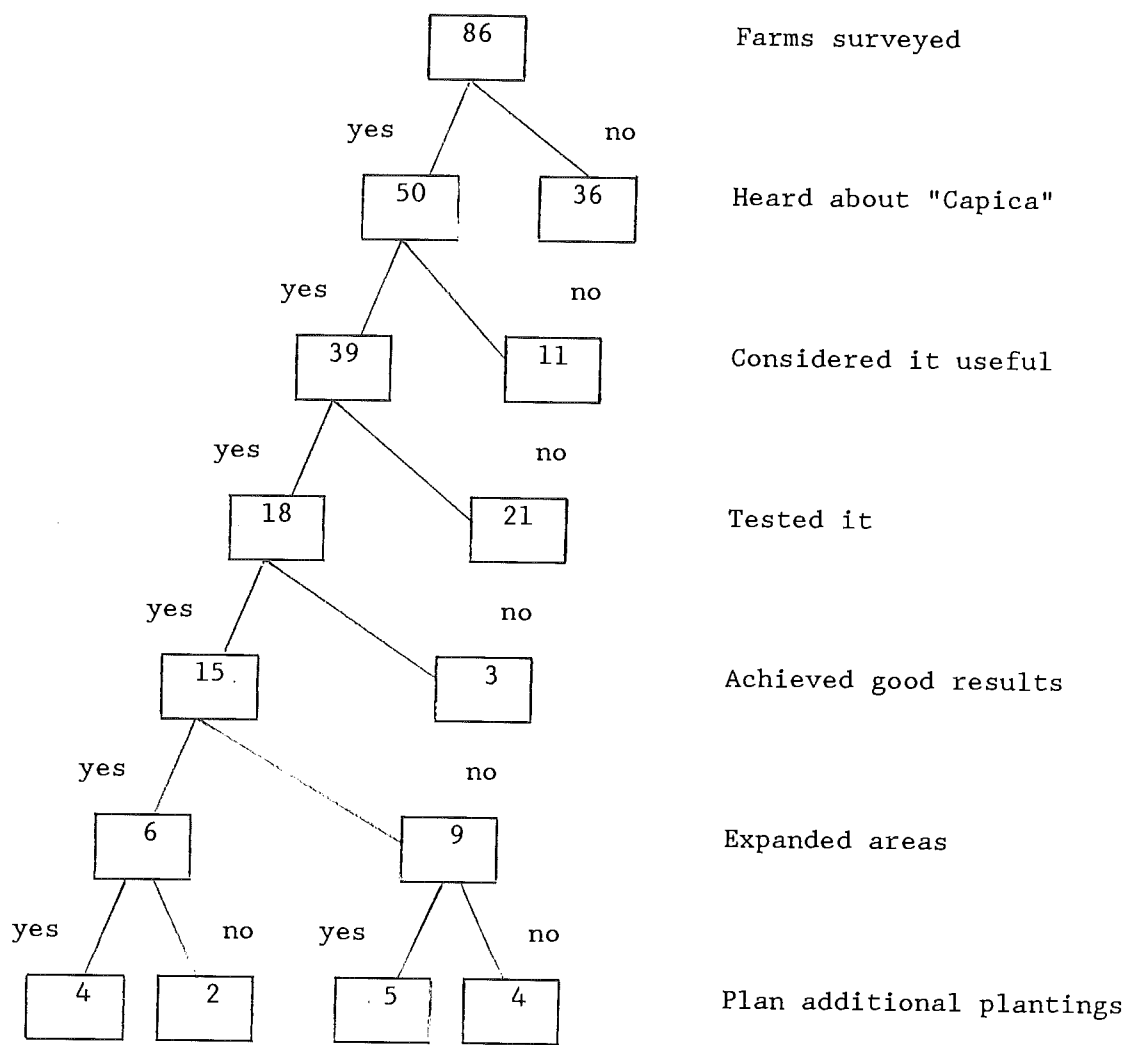 86 Farms surveyed
yes no
50 36 Heard about "Capica"
yes no
39 11 Considered it useful
yes no
18 21 Tested it
yes no
15 3 Achieved good results
yes no
6 9 Expanded areas
yes no yes no
4 2 5 4 Plan additional plantings